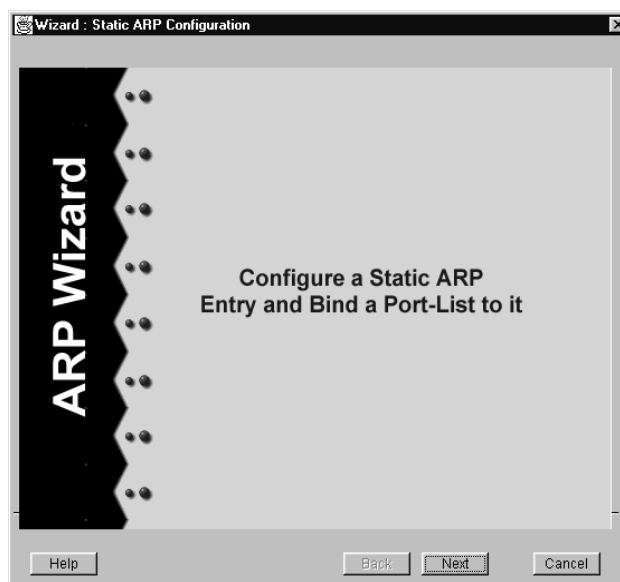 Wizard : Static ARP Configuration
ARP Wizard
Configure a Static ARP
Entry and Bind a Port-List to it
Help
Back
Next
Cancel